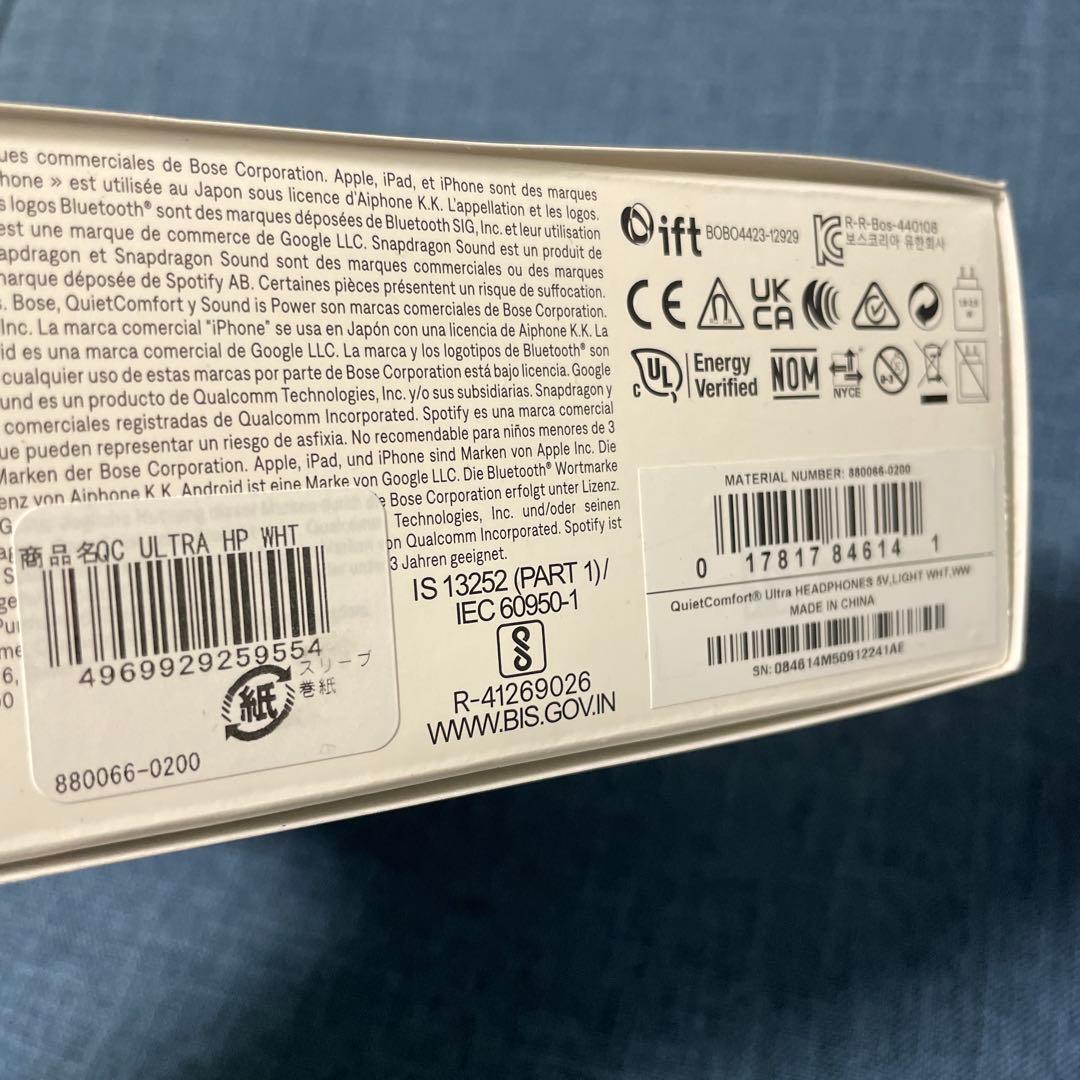 ues commerciales de Bose Corporation. Apple, iPad, et iPhone sont des marques
hone » est utilisée au Japon sous licence d'Aiphone K.K. L'appellation et les logos.
s logos Bluetooth® sont des marques déposées de Bluetooth SIG, Inc. et leur utilisation
est une marque de commerce de Google LLC. Snapdragon Sound est un produit de
apdragon et Snapdragon Sound sont des marques commerciales ou des marques
narque déposée de Spotify AB. Certaines pièces présentent un risque de suffocation.
. Bose, QuietComfort y Sound is Power son marcas comerciales de Bose Corporation.
Inc. La marca comercial "iPhone" se usa en Japón con una licencia de Aiphone K.K. La
id es una marca comercial de Google LLC. La marca y los logotipos de Bluetooth® son
cualquier uso de estas marcas por parte de Bose Corporation está bajo licencia. Google
und es un producto de Qualcomm Technologies, Inc. y/o sus subsidiarias. Snapdragon y
comerciales registradas de Qualcomm Incorporated. Spotify es una marca comercial
ue pueden representar un riesgo de asfixia. No recomendable para niños menores de 3
Marken der Bose Corporation. Apple, iPad, und iPhone sind Marken von Apple Inc. Die
enz von Aiphone K.K. Android ist eine Marke von Google LLC. Die Bluetooth® Wortmarke
e Bose Corporation erfolgt unter Lizenz.
Technologies, Inc. und/oder seinen
on Qualcomm Incorporated. Spotify ist
3 Jahren geeignet.
商品名QC ULTRA HP WHT
4969929259554
紙
スリーブ
巻紙
880066-0200
IS 13252 (PART 1)/
IEC 60950-1
R-41269026
WWW.BIS.GOV.IN
ift BOBO4423-12929
R-R-Bos-440108
보스코리아 유한회사
CE
UK
CA
c UL Energy
Verified
NOM
NYCE
0-3
MATERIAL NUMBER: 880066-0200
0 17817 84614 1
QuietComfort® Ultra HEADPHONES 5V,LIGHT WHT,WW
MADE IN CHINA
SN: 084614M50912241AE